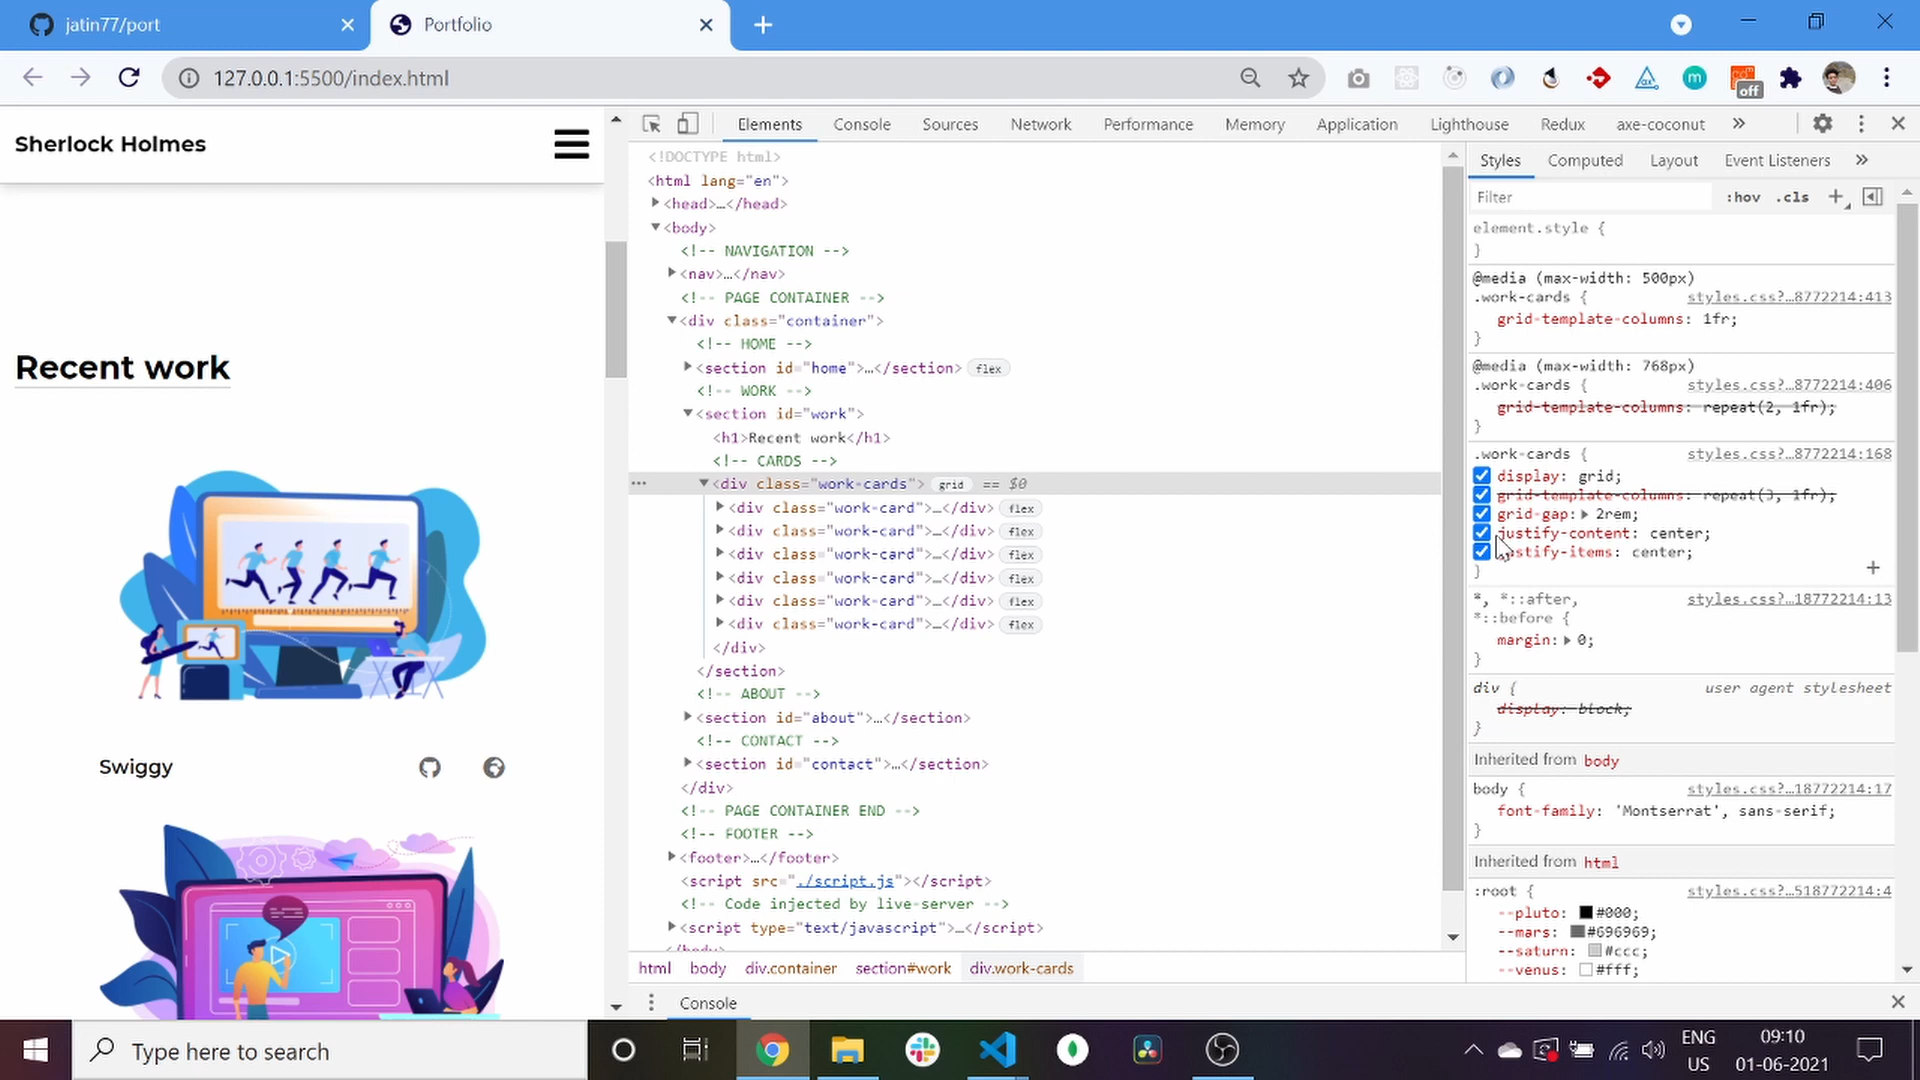 jatin77/port
Portfolio
127.0.0.1:5500/index.html
off
Sherlock Holmes
Recent work
Swiggy
Elements Console Sources Network Performance Memory Application Lighthouse Redux axe-coconut
<!DOCTYPE html>
<html lang="en">
<head>…</head>
<body>
<!-- NAVIGATION -->
<nav>…</nav>
<!-- PAGE CONTAINER -->
<div class="container">
<!-- HOME -->
<section id="home">…</section> flex
<!-- WORK -->
<section id="work">
<h1>Recent work</h1>
<!-- CARDS -->
<div class="work-cards"> grid == $0
<div class="work-card">…</div> flex
<div class="work-card">…</div> flex
<div class="work-card">…</div> flex
<div class="work-card">…</div> flex
<div class="work-card">…</div> flex
<div class="work-card">…</div> flex
</div>
</section>
<!-- ABOUT -->
<section id="about">…</section>
<!-- CONTACT -->
<section id="contact">…</section>
</div>
<!-- PAGE CONTAINER END -->
<!-- FOOTER -->
<footer>…</footer>
<script src="./script.js"></script>
<!-- Code injected by live-server -->
<script type="text/javascript">…</script>
html body div.container section#work div.work-cards
Console
Styles Computed Layout Event Listeners
Filter :hov .cls
element.style {
}
@media (max-width: 500px)
.work-cards { styles.css?…8772214:413
grid-template-columns: 1fr;
}
@media (max-width: 768px)
.work-cards { styles.css?…8772214:406
grid-template-columns: repeat(2, 1fr);
}
.work-cards { styles.css?…8772214:168
display: grid;
grid-template-columns: repeat(3, 1fr);
grid-gap: 2rem;
justify-content: center;
justify-items: center;
}
*, *::after, styles.css?…18772214:13
*::before {
margin: 0;
}
div { user agent stylesheet
display: block;
}
Inherited from body
body { styles.css?…18772214:17
font-family: 'Montserrat', sans-serif;
}
Inherited from html
:root { styles.css?…518772214:4
--pluto: #000;
--mars: #696969;
--saturn: #ccc;
--venus: #fff;
Type here to search
ENG
US
09:10
01-06-2021